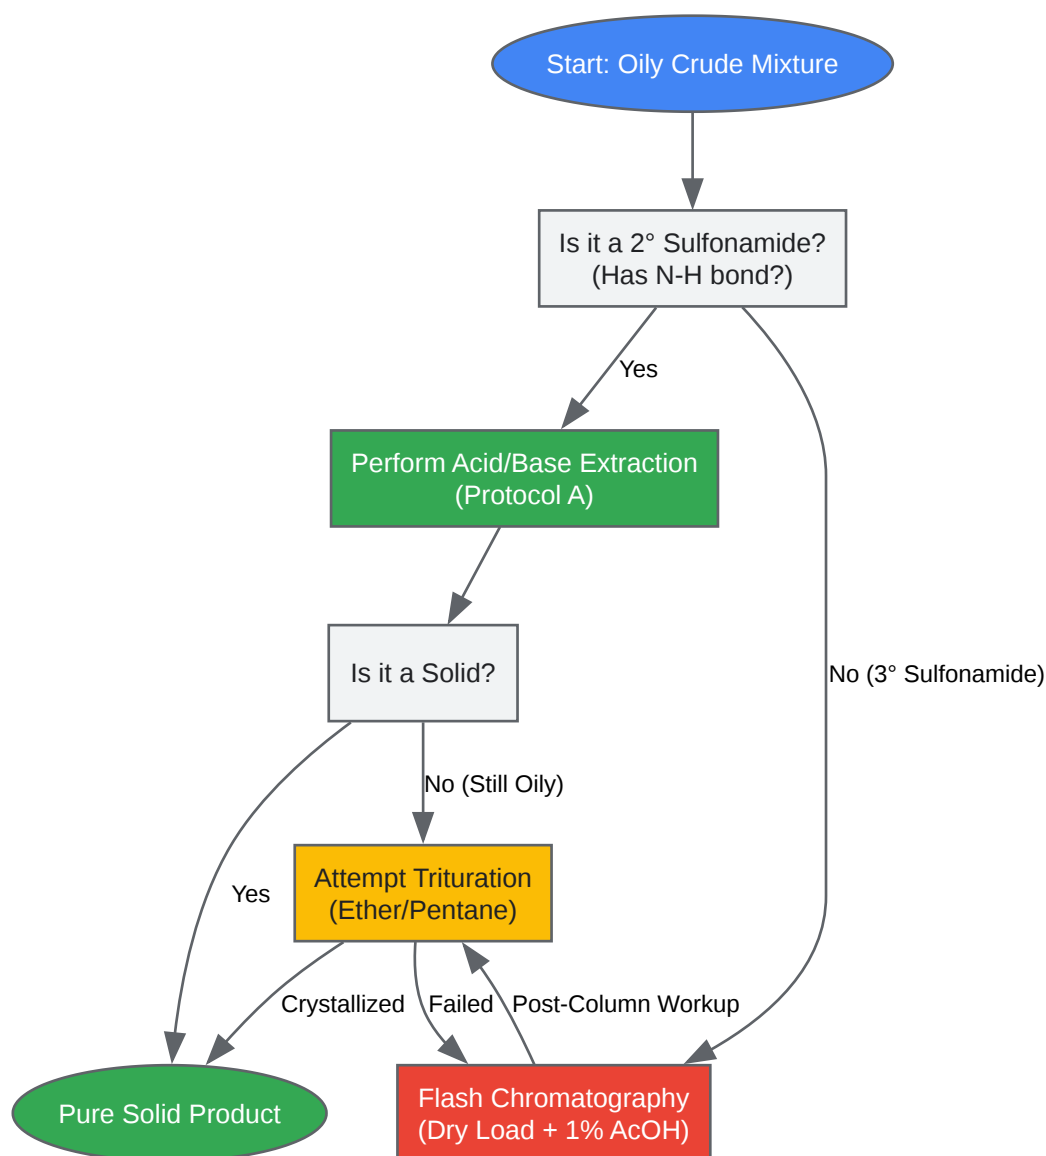 Start: Oily Crude Mixture
Is it a 2° Sulfonamide?
(Has N-H bond?)
Yes
Perform Acid/Base Extraction
(Protocol A)
Is it a Solid?
No (3° Sulfonamide)
No (Still Oily)
Attempt Trituration
(Ether/Pentane)
Yes
Crystallized
Failed
Post-Column Workup
Pure Solid Product
Flash Chromatography
(Dry Load + 1% AcOH)